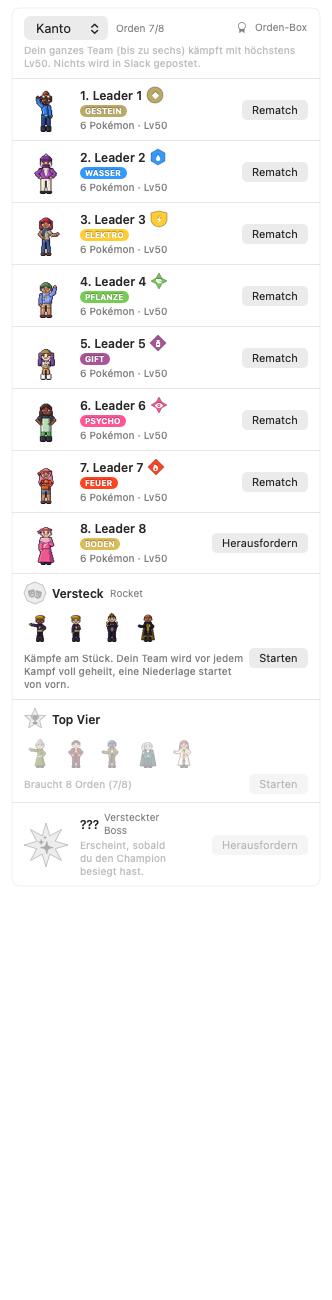 Kanto
Orden 7/8
Orden-Box
Dein ganzes Team (bis zu sechs) kämpft mit höchstens
Lv50. Nichts wird in Slack gepostet.
1. Leader 1
GESTEIN
6 Pokémon · Lv50
Rematch
2. Leader 2
WASSER
6 Pokémon · Lv50
Rematch
3. Leader 3
ELEKTRO
6 Pokémon · Lv50
Rematch
4. Leader 4
PFLANZE
6 Pokémon · Lv50
Rematch
5. Leader 5
GIFT
6 Pokémon · Lv50
Rematch
6. Leader 6
PSYCHO
6 Pokémon · Lv50
Rematch
7. Leader 7
FEUER
6 Pokémon · Lv50
Rematch
8. Leader 8
BODEN
6 Pokémon · Lv50
Herausfordern
Versteck Rocket
Kämpfe am Stück. Dein Team wird vor jedem
Kampf voll geheilt, eine Niederlage startet
von vorn.
Starten
Top Vier
Braucht 8 Orden (7/8)
Starten
??? Versteckter
Boss
Erscheint, sobald
du den Champion
besiegt hast.
Herausfordern